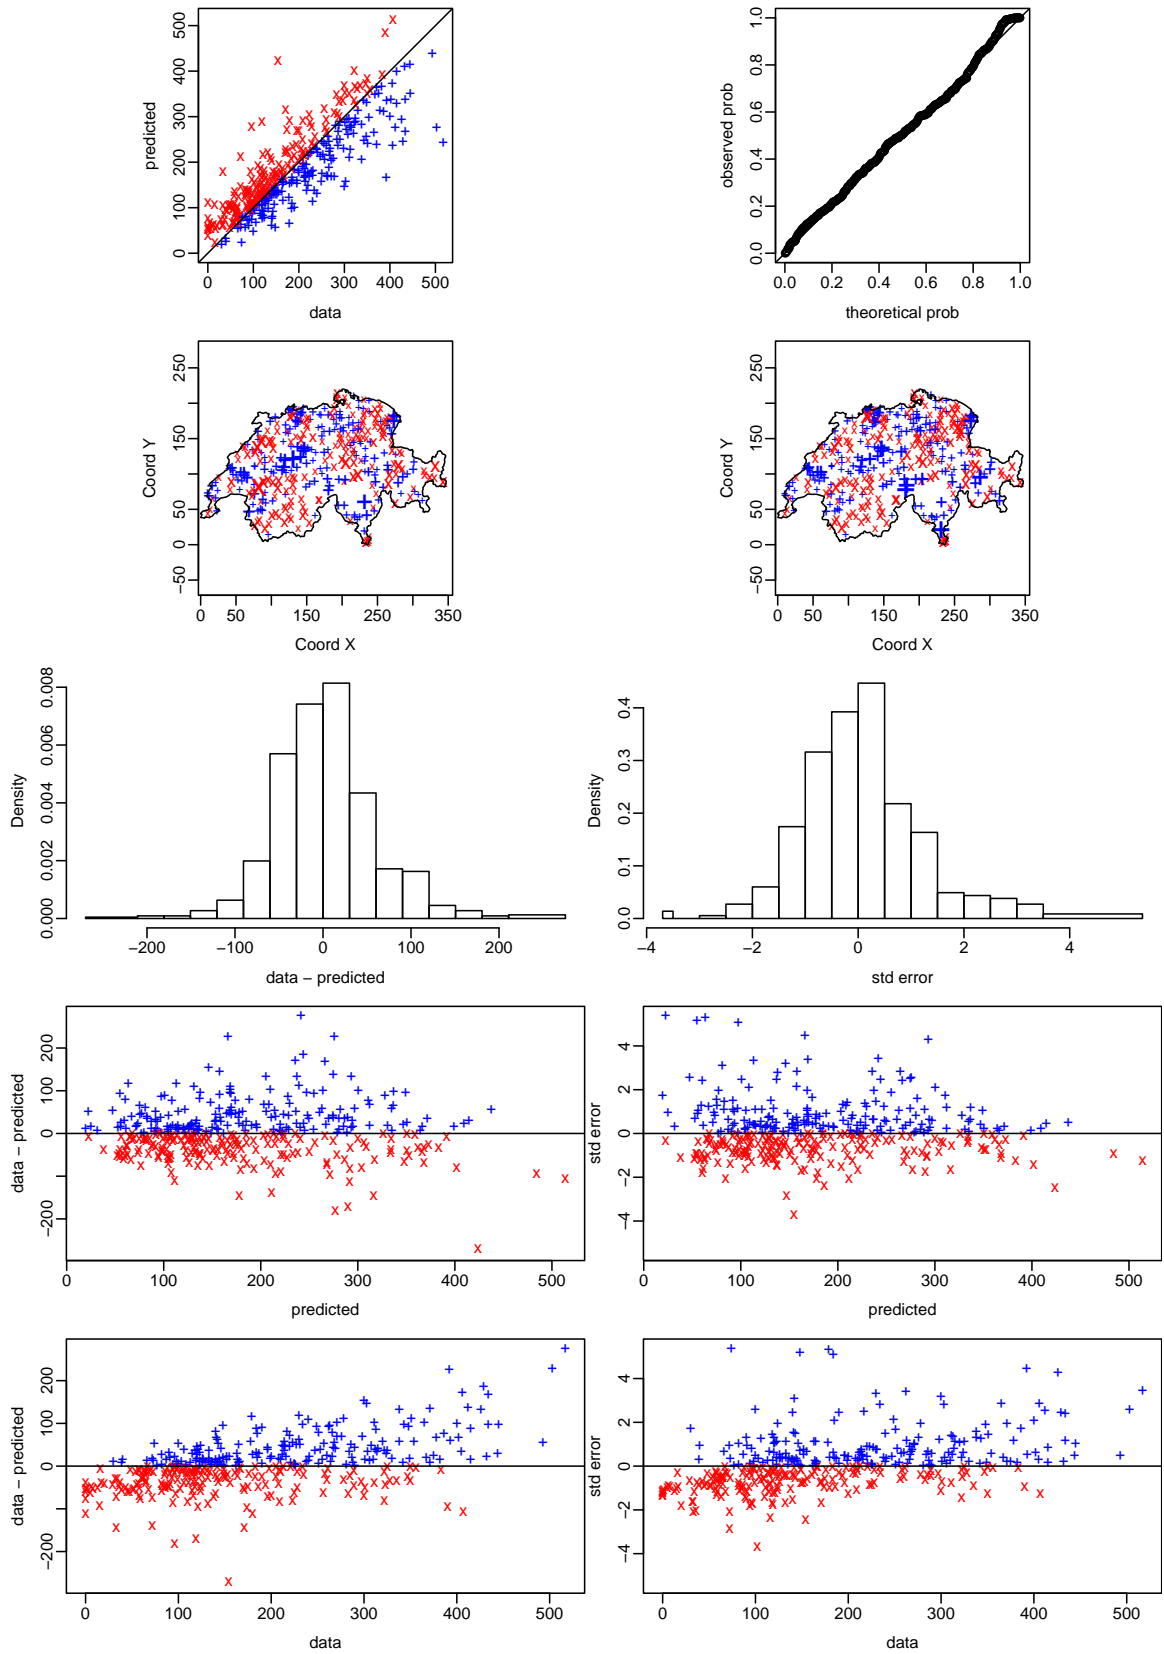 500
400
300
200
100
0
predicted
0 100 200 300 400 500
data
1.0
0.8
0.6
0.4
0.2
0.0
observed prob
0.0 0.2 0.4 0.6 0.8 1.0
theoretical prob
250
150
50
0
−50
Coord Y
0 50 150 250 350
Coord X
250
150
50
0
−50
Coord Y
0 50 150 250 350
Coord X
0.008
0.006
0.004
0.002
0.000
Density
−200 −100 0 100 200
data − predicted
0.4
0.3
0.2
0.1
0.0
Density
−4 −2 0 2 4
std error
200
100
0
−200
data − predicted
0 100 200 300 400 500
predicted
4
2
0
−2
−4
std error
0 100 200 300 400 500
predicted
200
100
0
−200
data − predicted
0 100 200 300 400 500
data
4
2
0
−2
−4
std error
0 100 200 300 400 500
data